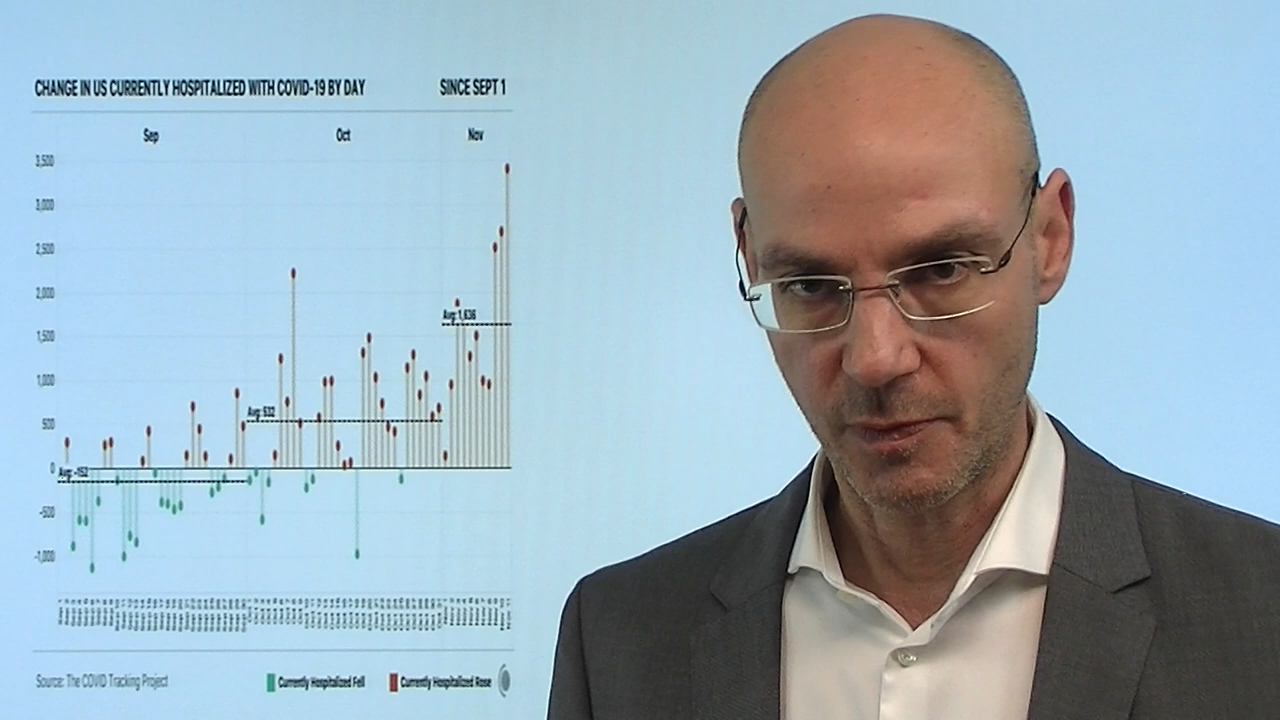 CHANGE IN US CURRENTLY HOSPITALIZED WITH COVID-19 BY DAY SINCE SEPT 1
Sep Oct Nov
3,500
3,000
2,500
2,000
Avg: 1,636
1,500
1,000
Avg: 532
500
0
Avg: -152
-500
-1,000
Source: The COVID Tracking Project Currently Hospitalized Fell Currently Hospitalized Rose